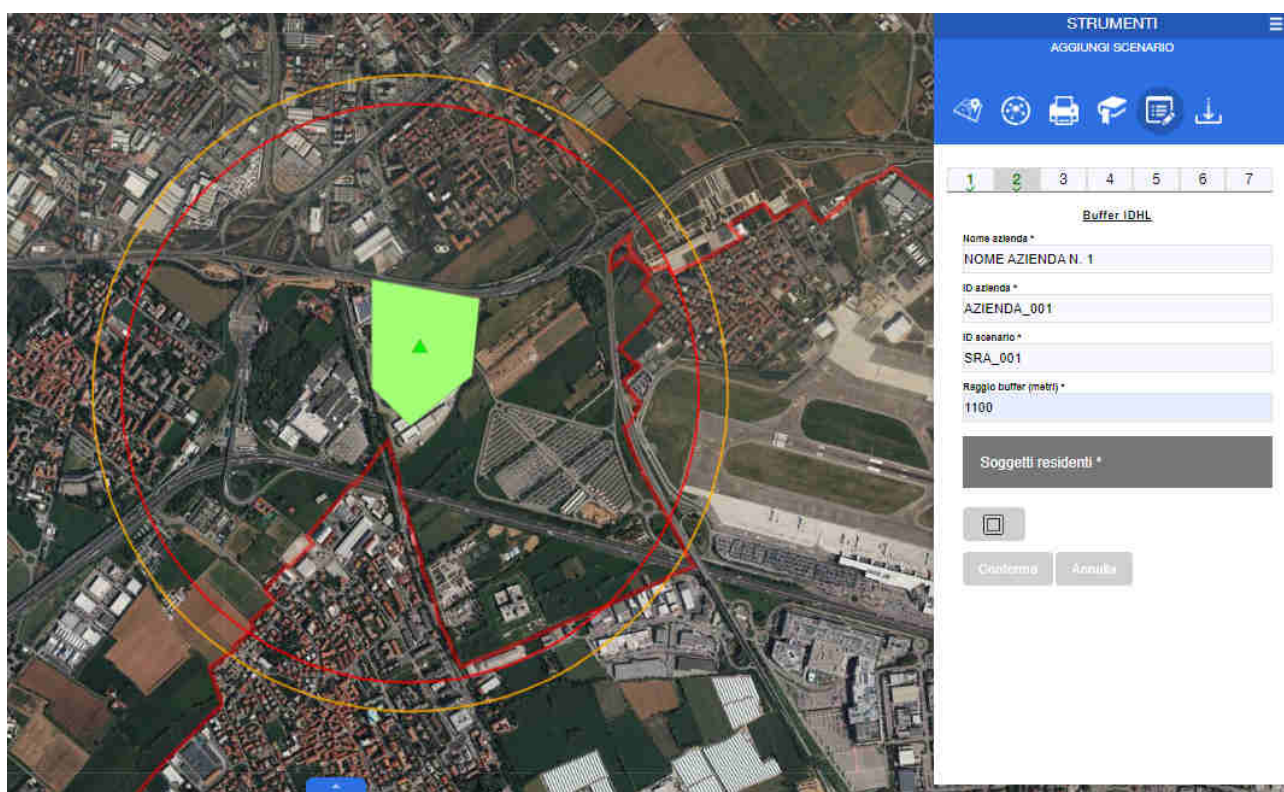 STRUMENTI
AGGIUNGI SCENARIO
1 2 3 4 5 6 7
Buffer IDHL
Nome azienda *
NOME AZIENDA N. 1
ID azienda *
AZIENDA_001
ID scenario *
SRA_001
Raggio buffer (metri) *
1100
Soggetti residenti *
Conferma Annulla